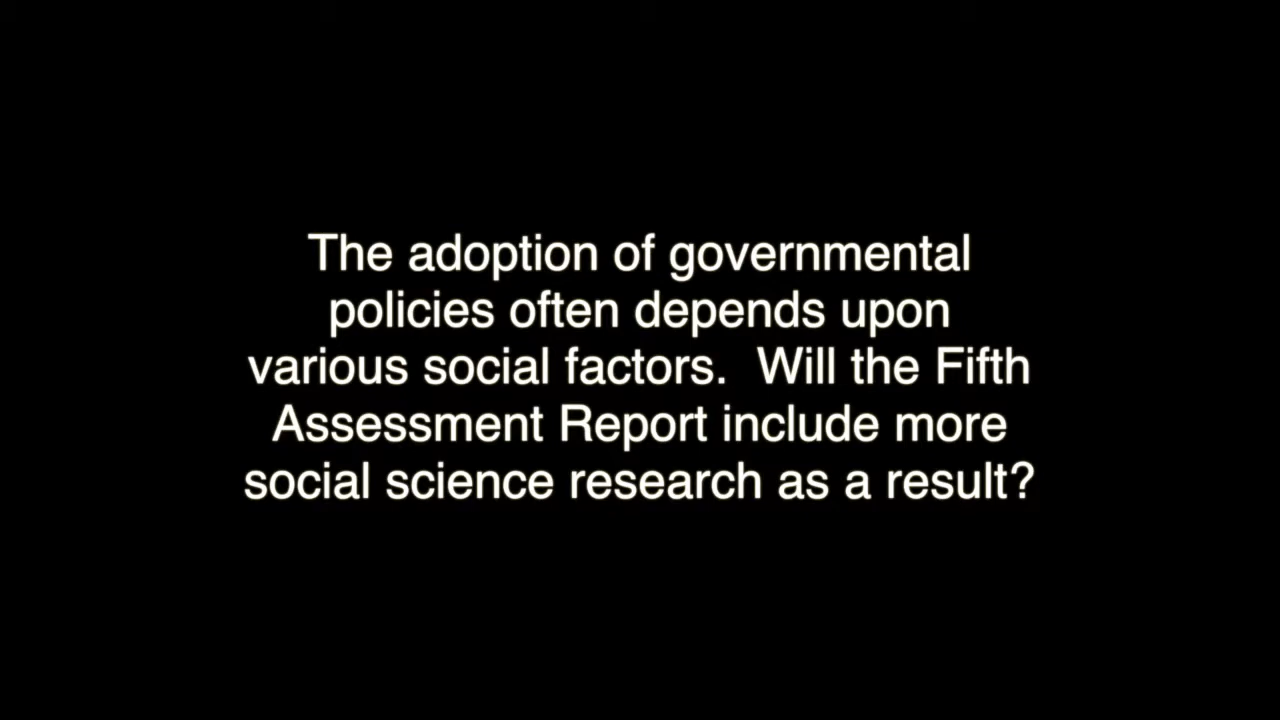 The adoption of governmental
policies often depends upon
various social factors.  Will the Fifth
Assessment Report include more
social science research as a result?